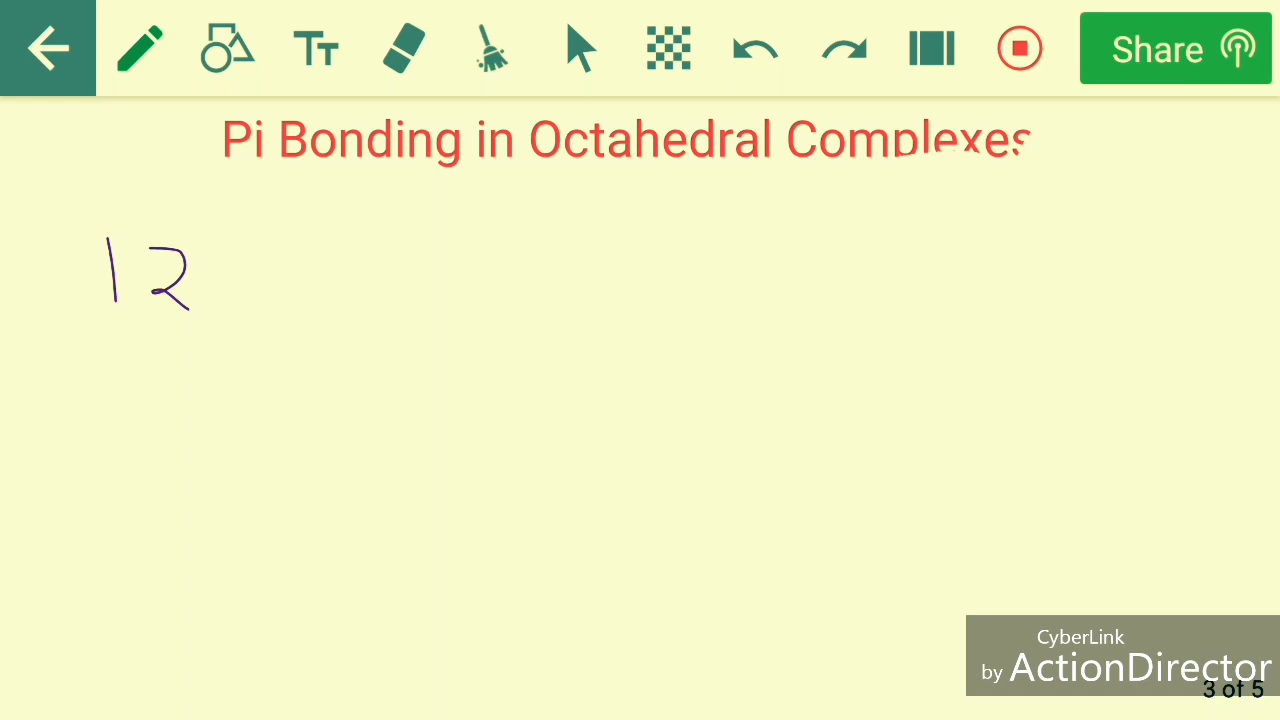 Share
Pi Bonding in Octahedral Complexes
12
CyberLink
by ActionDirector
3 of 5